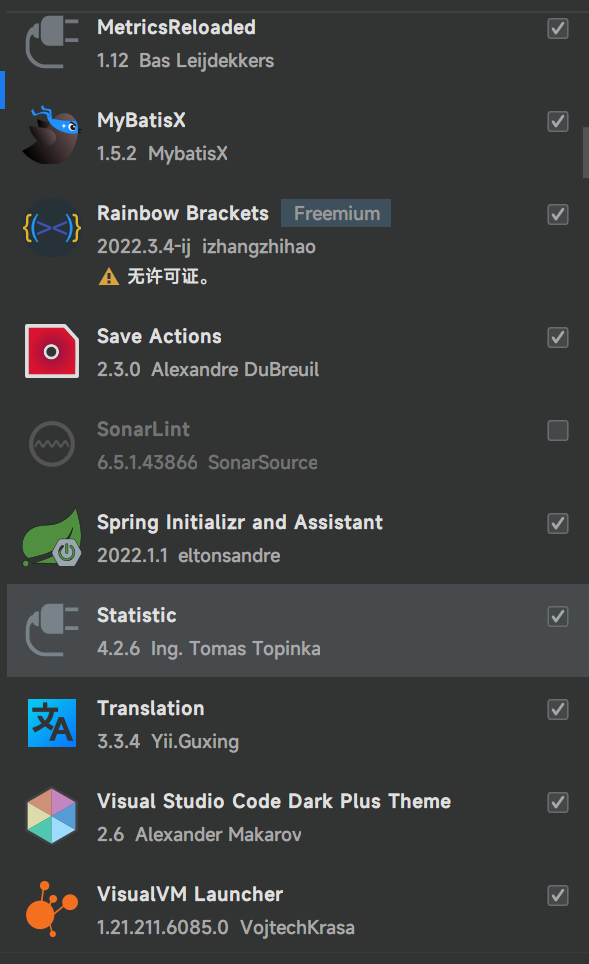 MetricsReloaded
1.12 Bas Leijdekkers
MyBatisX
1.5.2 MybatisX
Rainbow Brackets Freemium
2022.3.4-ij izhangzhihao
无许可证。
Save Actions
2.3.0 Alexandre DuBreuil
SonarLint
6.5.1.43866 SonarSource
Spring Initializr and Assistant
2022.1.1 eltonsandre
Statistic
4.2.6 Ing. Tomas Topinka
文A
Translation
3.3.4 Yii.Guxing
Visual Studio Code Dark Plus Theme
2.6 Alexander Makarov
VisualVM Launcher
1.21.211.6085.0 VojtechKrasa